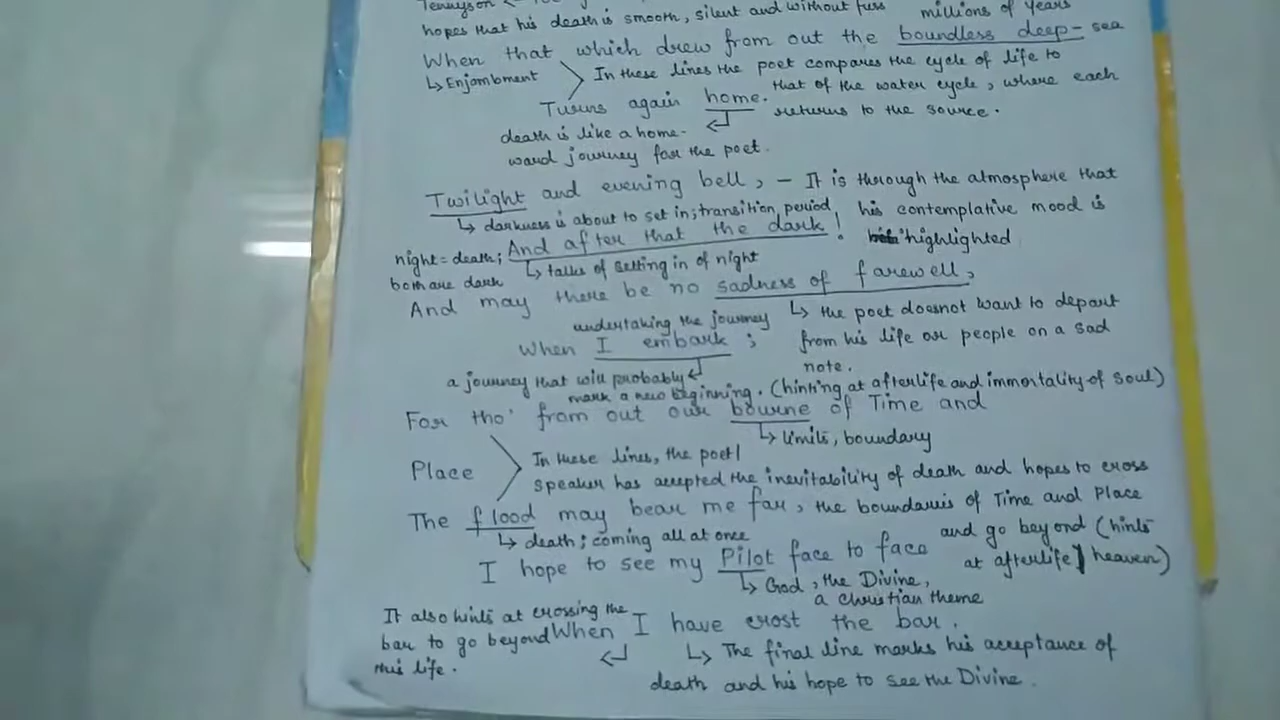 Tennyson
hopes that his death is smooth, silent and without fuss millions of years
When that which drew from out the boundless deep - sea
↳ Enjambment In these lines the poet compares the cycle of life to
that of the water cycle, where each
Turns again home. returns to the source.
death is like a home-
ward journey for the poet.
Twilight and evening bell, - It is through the atmosphere that
↳ darkness is about to set in; transition period his contemplative mood is
And after that the dark! highlighted
night = death; ↳ talks of setting in of night
both are dark
And may there be no sadness of farewell,
undertaking the journey ↳ the poet doesnot want to depart
When I embark; from his life or people on a sad
note.
a journey that will probably
mark a new beginning. (hinting at afterlife and immortality of soul)
For tho' from out our bourne of Time and
↳ limits, boundary
Place In these lines, the poet/
speaker has accepted the inevitability of death and hopes to cross
The flood may bear me far, the boundaries of Time and Place
↳ death; coming all at once and go beyond (hints
at afterlife/heaven)
I hope to see my Pilot face to face
↳ God, the Divine,
a Christian theme
It also hints at crossing the
bar to go beyond
this life.
When I have crost the bar.
↳ The final line marks his acceptance of
death and his hope to see the Divine.